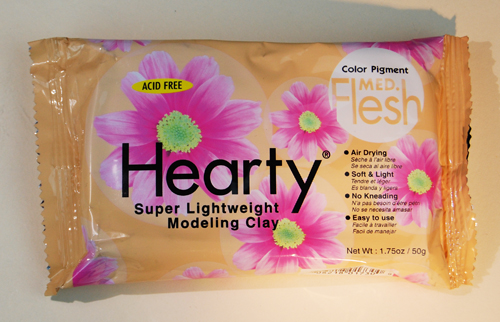 ACID FREE
Hearty®
Super Lightweight
Modeling Clay
Color Pigment
MED.
Flesh
• Air Drying
Sèche à l'air libre
Se seca al aire libre
• Soft & Light
Tendre et léger
Es blanda y ligera
• No Kneading
N'a pas besoin d'être pétri
No se necesita amasar
• Easy to use
Facile à travailler
Facil de manejar
Net Wt : 1.75oz / 50g